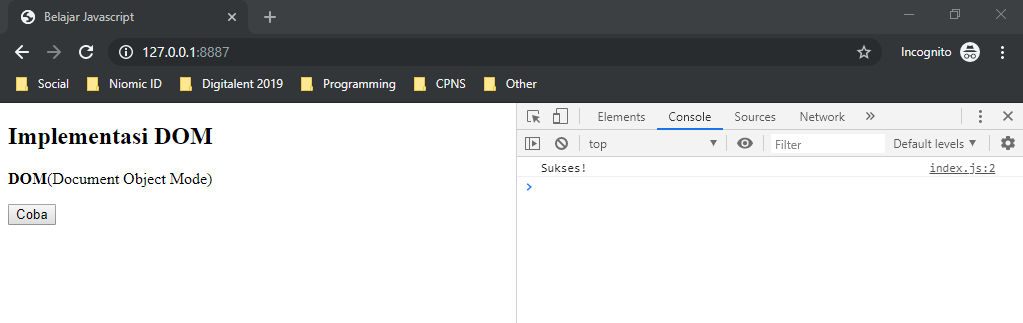 Belajar Javascript
127.0.0.1:8887
Incognito
Social Niomic ID Digitalent 2019 Programming CPNS Other
Implementasi DOM
DOM(Document Object Mode)
Coba
Elements Console Sources Network
top Filter Default levels
Sukses! index.js:2